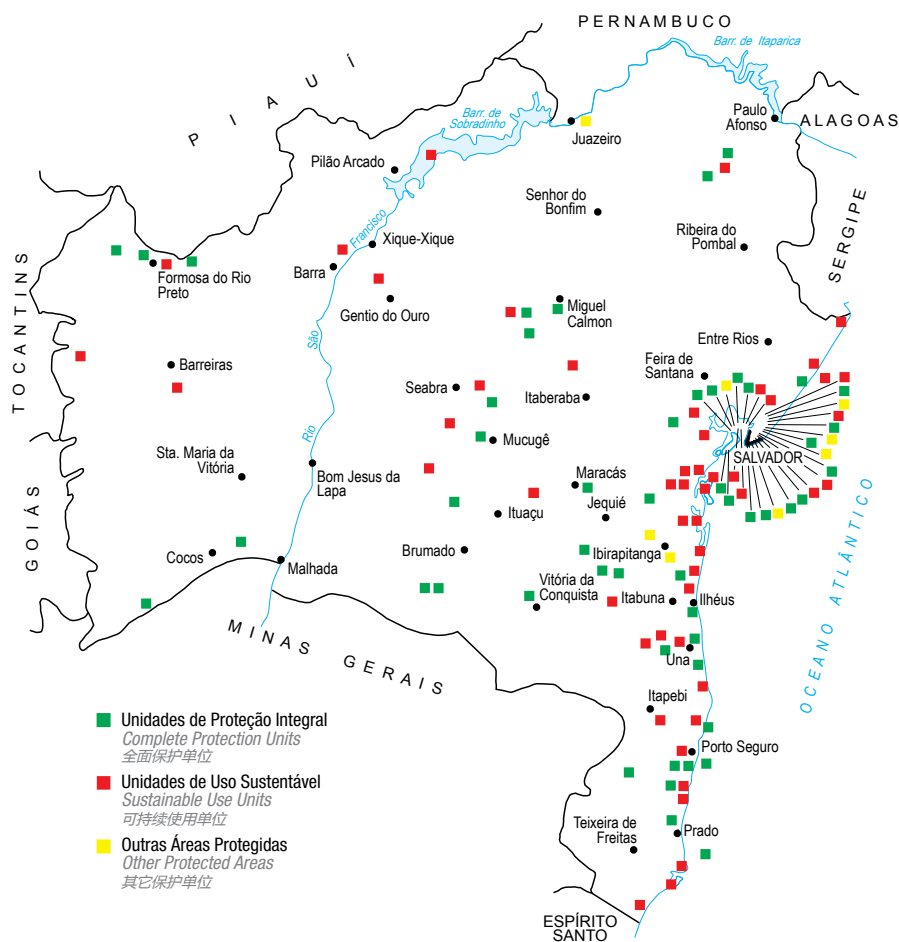 PERNAMBUCO
Barr. de Itaparica
PIAUÍ
Barr. de
Sobradinho
Paulo
Afonso
ALAGOAS
Juazeiro
Pilão Arcado
Senhor do
Bonfim
SERGIPE
Francisco
Xique-Xique
Ribeira do
Pombal
Barra
Formosa do Rio
Preto
TOCANTINS
Gentio do Ouro
Miguel
Calmon
São
Entre Rios
Barreiras
Feira de
Santana
Seabra
Itaberaba
Mucugê
Rio
Sta. Maria da
Vitória
SALVADOR
Bom Jesus da
Lapa
Maracás
Jequié
OCEANO ATLÂNTICO
GOIÁS
Ituaçu
Brumado
Ibirapitanga
Cocos
Malhada
Vitória da
Conquista
Itabuna
Ilhéus
MINAS GERAIS
Una
Itapebi
Porto Seguro
Unidades de Proteção Integral
Complete Protection Units
全面保护单位
Unidades de Uso Sustentável
Sustainable Use Units
可持续使用单位
Teixeira de
Freitas
Prado
Outras Áreas Protegidas
Other Protected Areas
其它保护单位
ESPÍRITO
SANTO